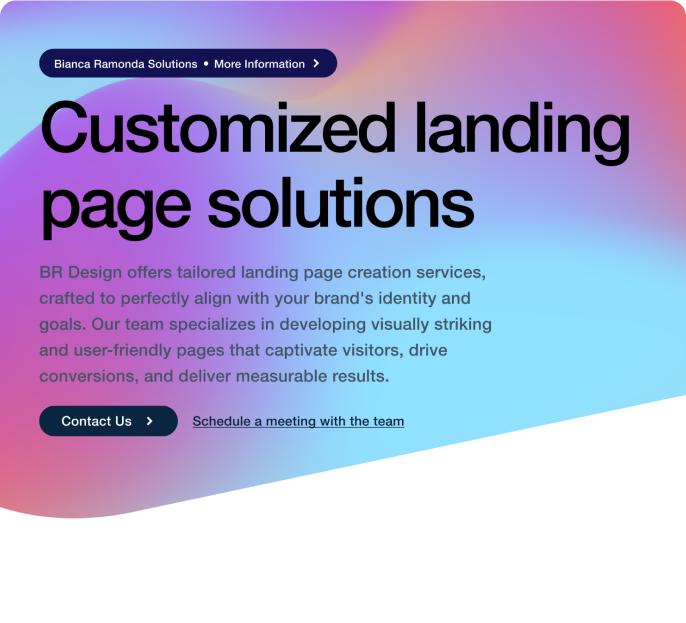 Bianca Ramonda Solutions • More Information
Customized landing
page solutions
BR Design offers tailored landing page creation services,
crafted to perfectly align with your brand's identity and
goals. Our team specializes in developing visually striking
and user-friendly pages that captivate visitors, drive
conversions, and deliver measurable results.
Contact Us
Schedule a meeting with the team